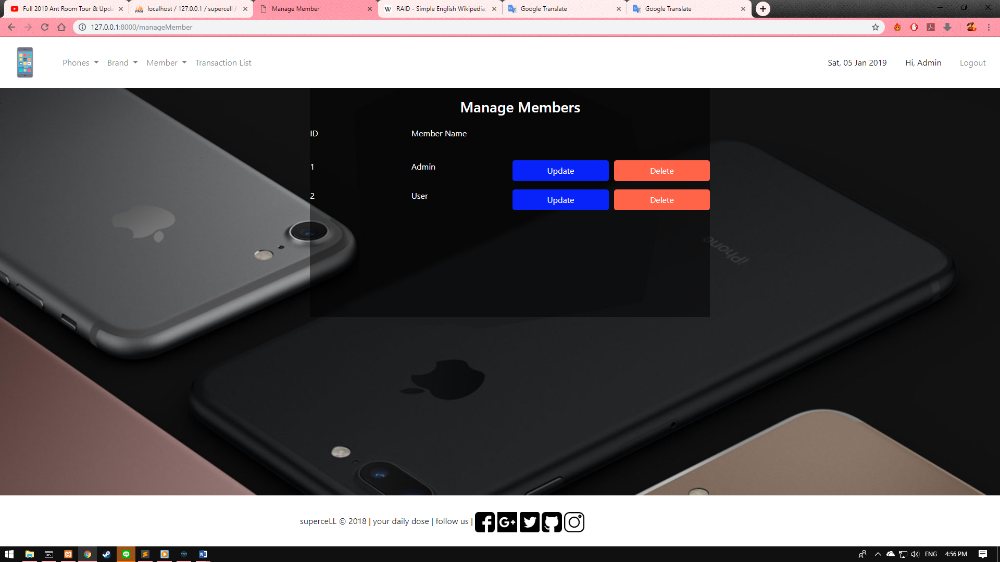 Full 2019 Ant Room Tour & Upda
localhost / 127.0.0.1 / supercell /
Manage Member
RAID - Simple English Wikipedia,
Google Translate
Google Translate
127.0.0.1:8000/manageMember
Phones Brand Member Transaction List
Sat, 05 Jan 2019 Hi, Admin Logout
Manage Members
ID Member Name
1 Admin Update Delete
2 User Update Delete
iPhone
superceLL © 2018 | your daily dose | follow us |
ENG 4:56 PM